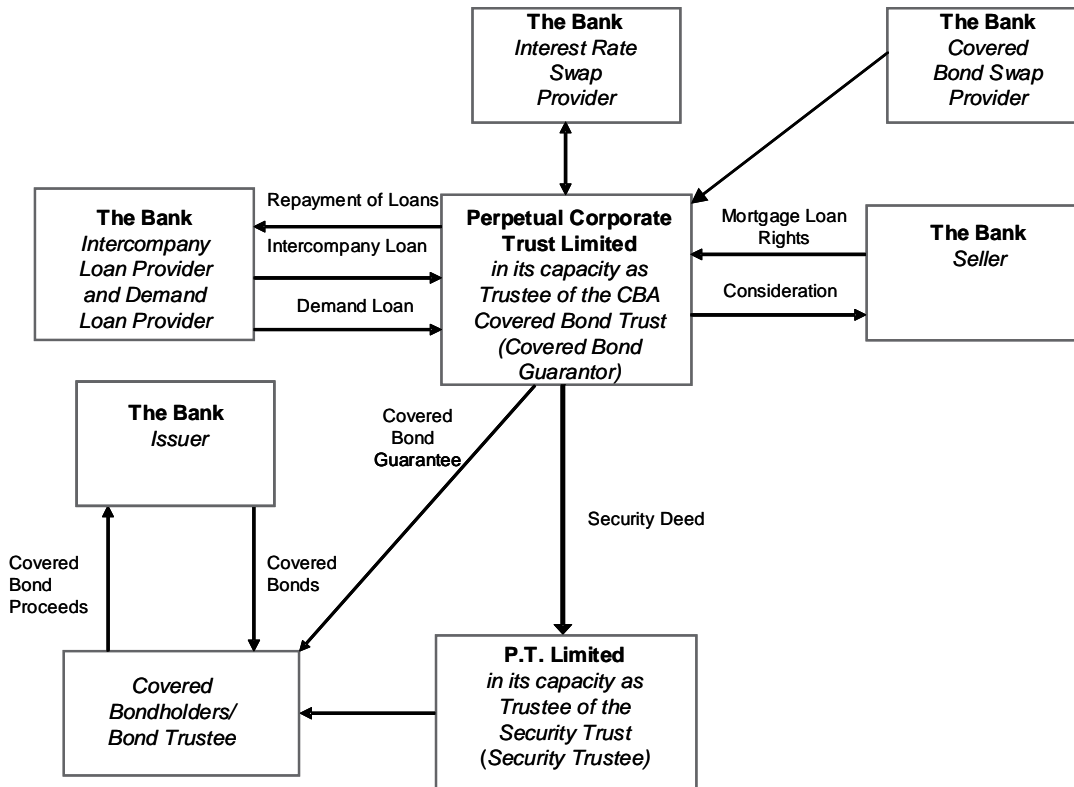 The Bank
Interest Rate
Swap
Provider
The Bank
Covered
Bond Swap
Provider
The Bank
Intercompany
Loan Provider
and Demand
Loan Provider
Repayment of Loans
Intercompany Loan
Demand Loan
Perpetual Corporate
Trust Limited
in its capacity as
Trustee of the CBA
Covered Bond Trust
(Covered Bond
Guarantor)
Mortgage Loan
Rights
Consideration
The Bank
Seller
The Bank
Issuer
Covered
Bond
Guarantee
Security Deed
Covered
Bond
Proceeds
Covered
Bonds
Covered
Bondholders/
Bond Trustee
P.T. Limited
in its capacity as
Trustee of the
Security Trust
(Security Trustee)